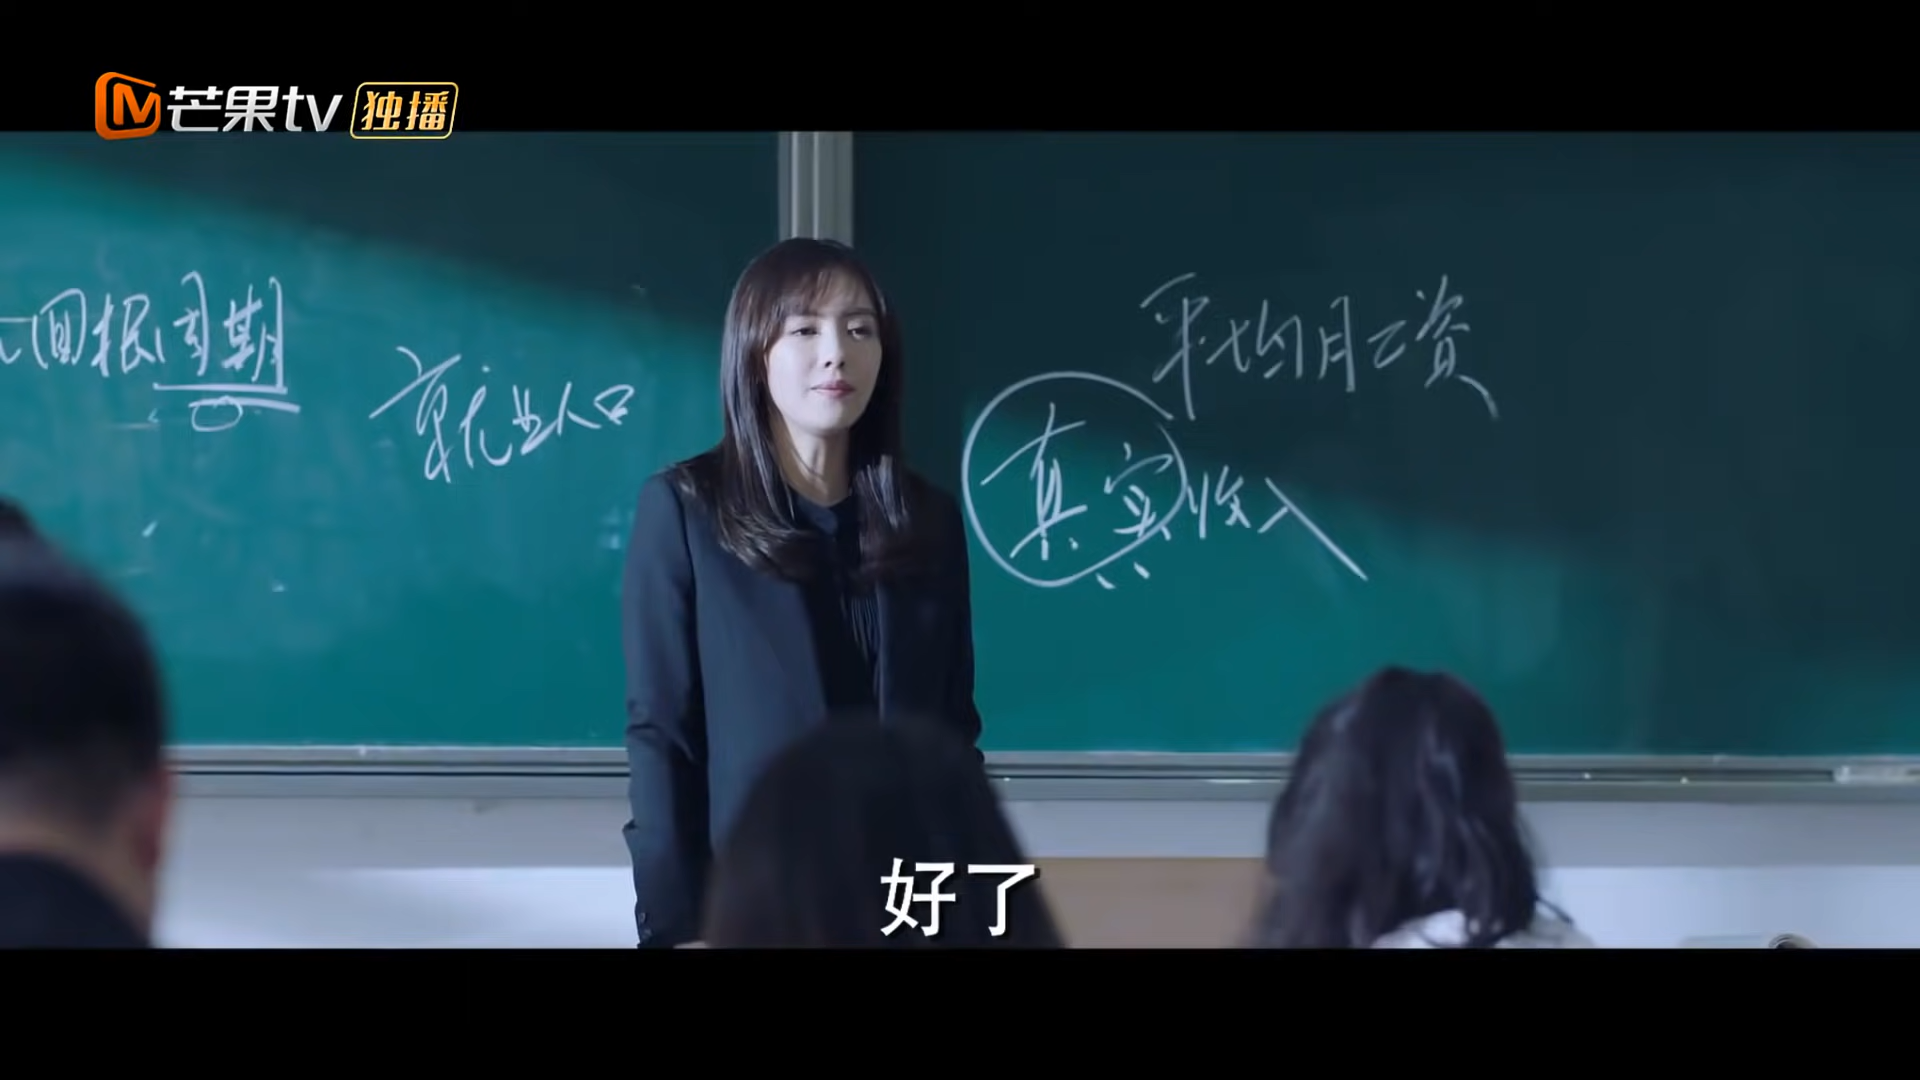 芒果tv 独播
回报周期
就业人口
平均月工资
真实收入
好了